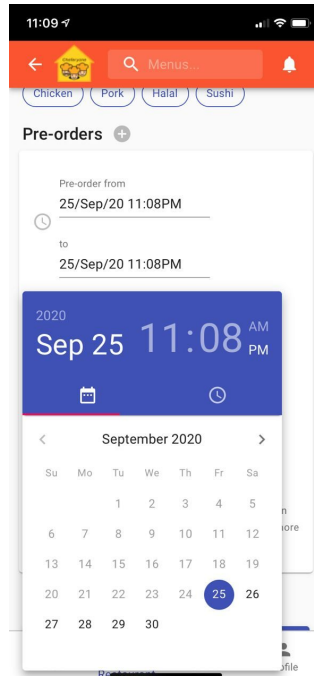 11:09
Menus...
Chicken Pork Halal Sushi
Pre-orders
Pre-order from
25/Sep/20 11:08PM
to
25/Sep/20 11:08PM
2020
Sep 25 11:08 AM PM
September 2020
Su Mo Tu We Th Fr Sa
1 2 3 4 5
6 7 8 9 10 11 12
13 14 15 16 17 18 19
20 21 22 23 24 25 26
27 28 29 30